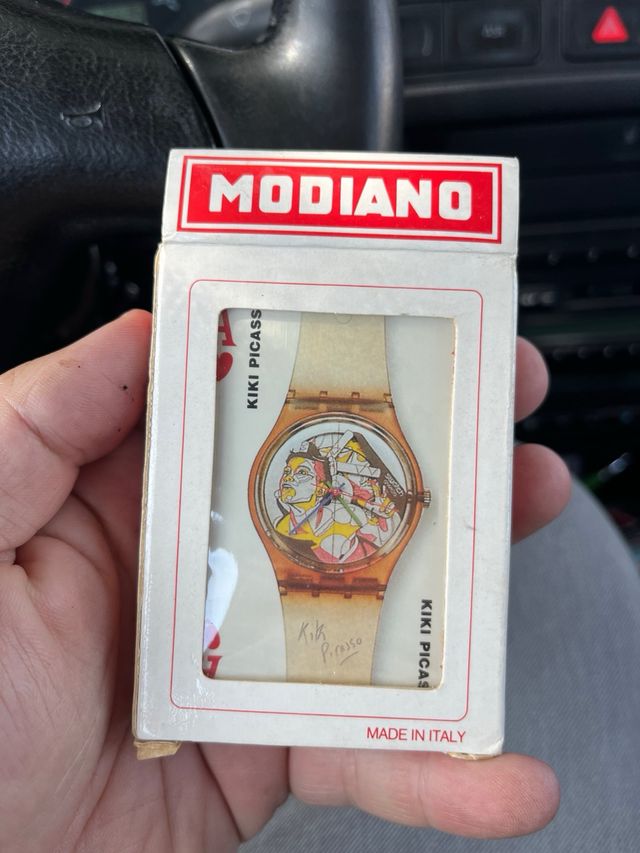 MODIANO
A
KIKI PICASS
Kiki
Picasso
KIKI PICAS
MADE IN ITALY